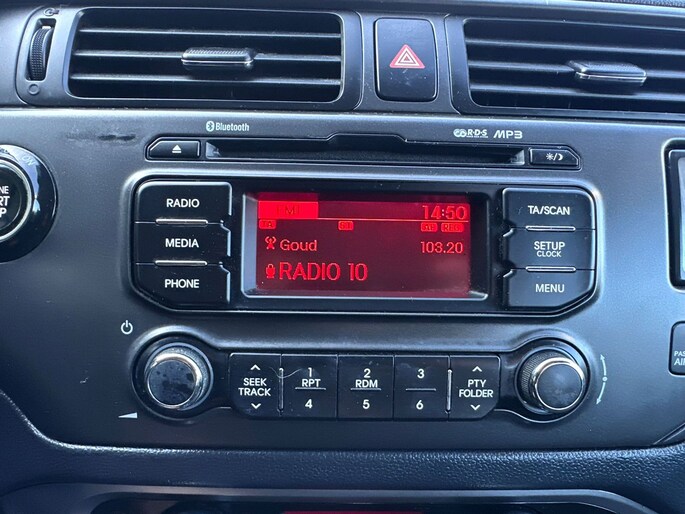 Bluetooth
R·D·S MP3
RADIO
MEDIA
PHONE
14:50
Goud 103.20
RADIO 10
TA/SCAN
SETUP
CLOCK
MENU
SEEK
TRACK
1
RPT
4
2
RDM
5
3
6
PTY
FOLDER